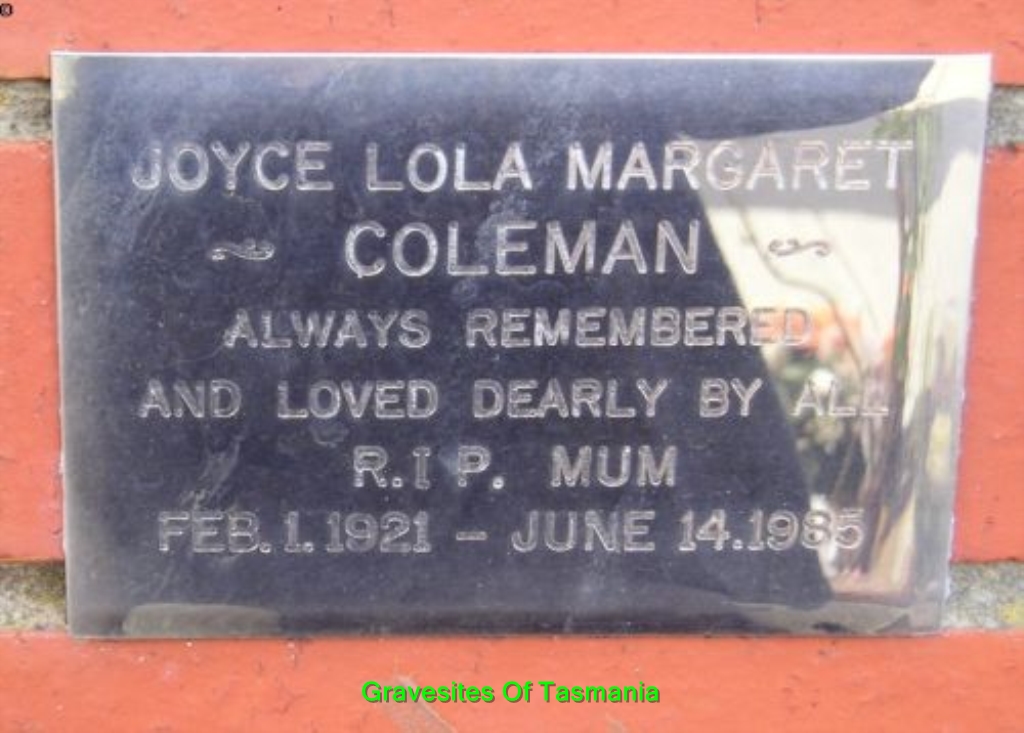 JOYCE LOLA MARGARET
COLEMAN
ALWAYS REMEMBERED
AND LOVED DEARLY BY ALL
R.I P. MUM
FEB. 1. 1921 – JUNE 14. 1985
Gravesites Of Tasmania